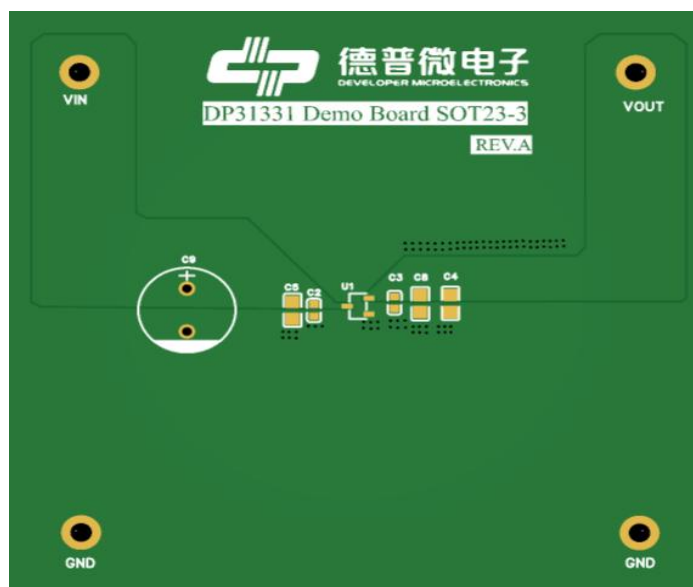 德普微电子
DEVELOPER MICROELECTRONICS
DP31331 Demo Board SOT23-3
REV.A
VIN
VOUT
C9
C5
C2
U1
C3
C8
C4
GND
GND